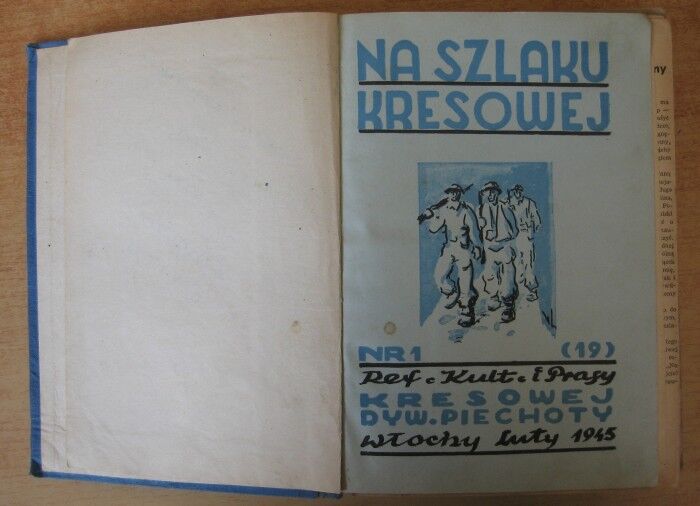 NA SZLAKU
KRESOWEJ
NR 1 (19)
Ref. Kult. i Prasy
KRESOWEJ
DYW. PIECHOTY
Włochy luty 1945